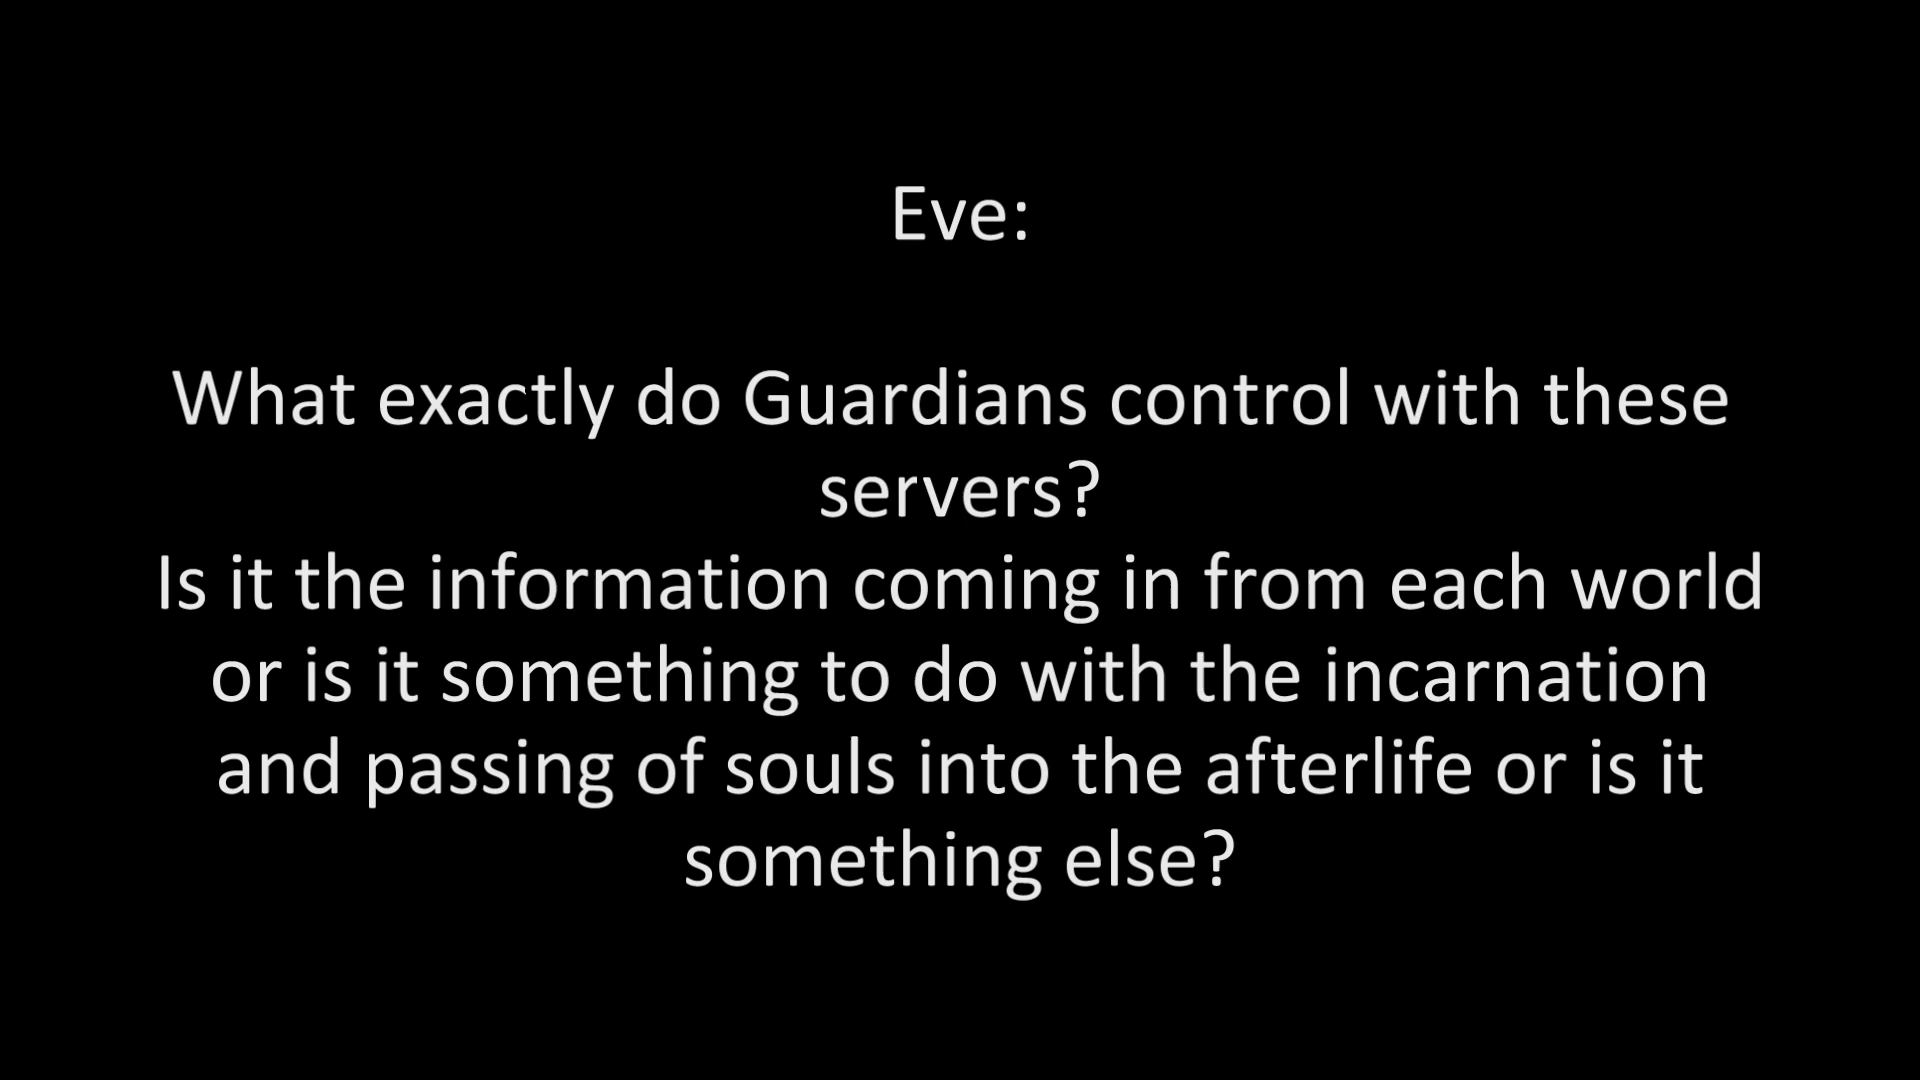 Eve:
What exactly do Guardians control with these
servers?
Is it the information coming in from each world
or is it something to do with the incarnation
and passing of souls into the afterlife or is it
something else?